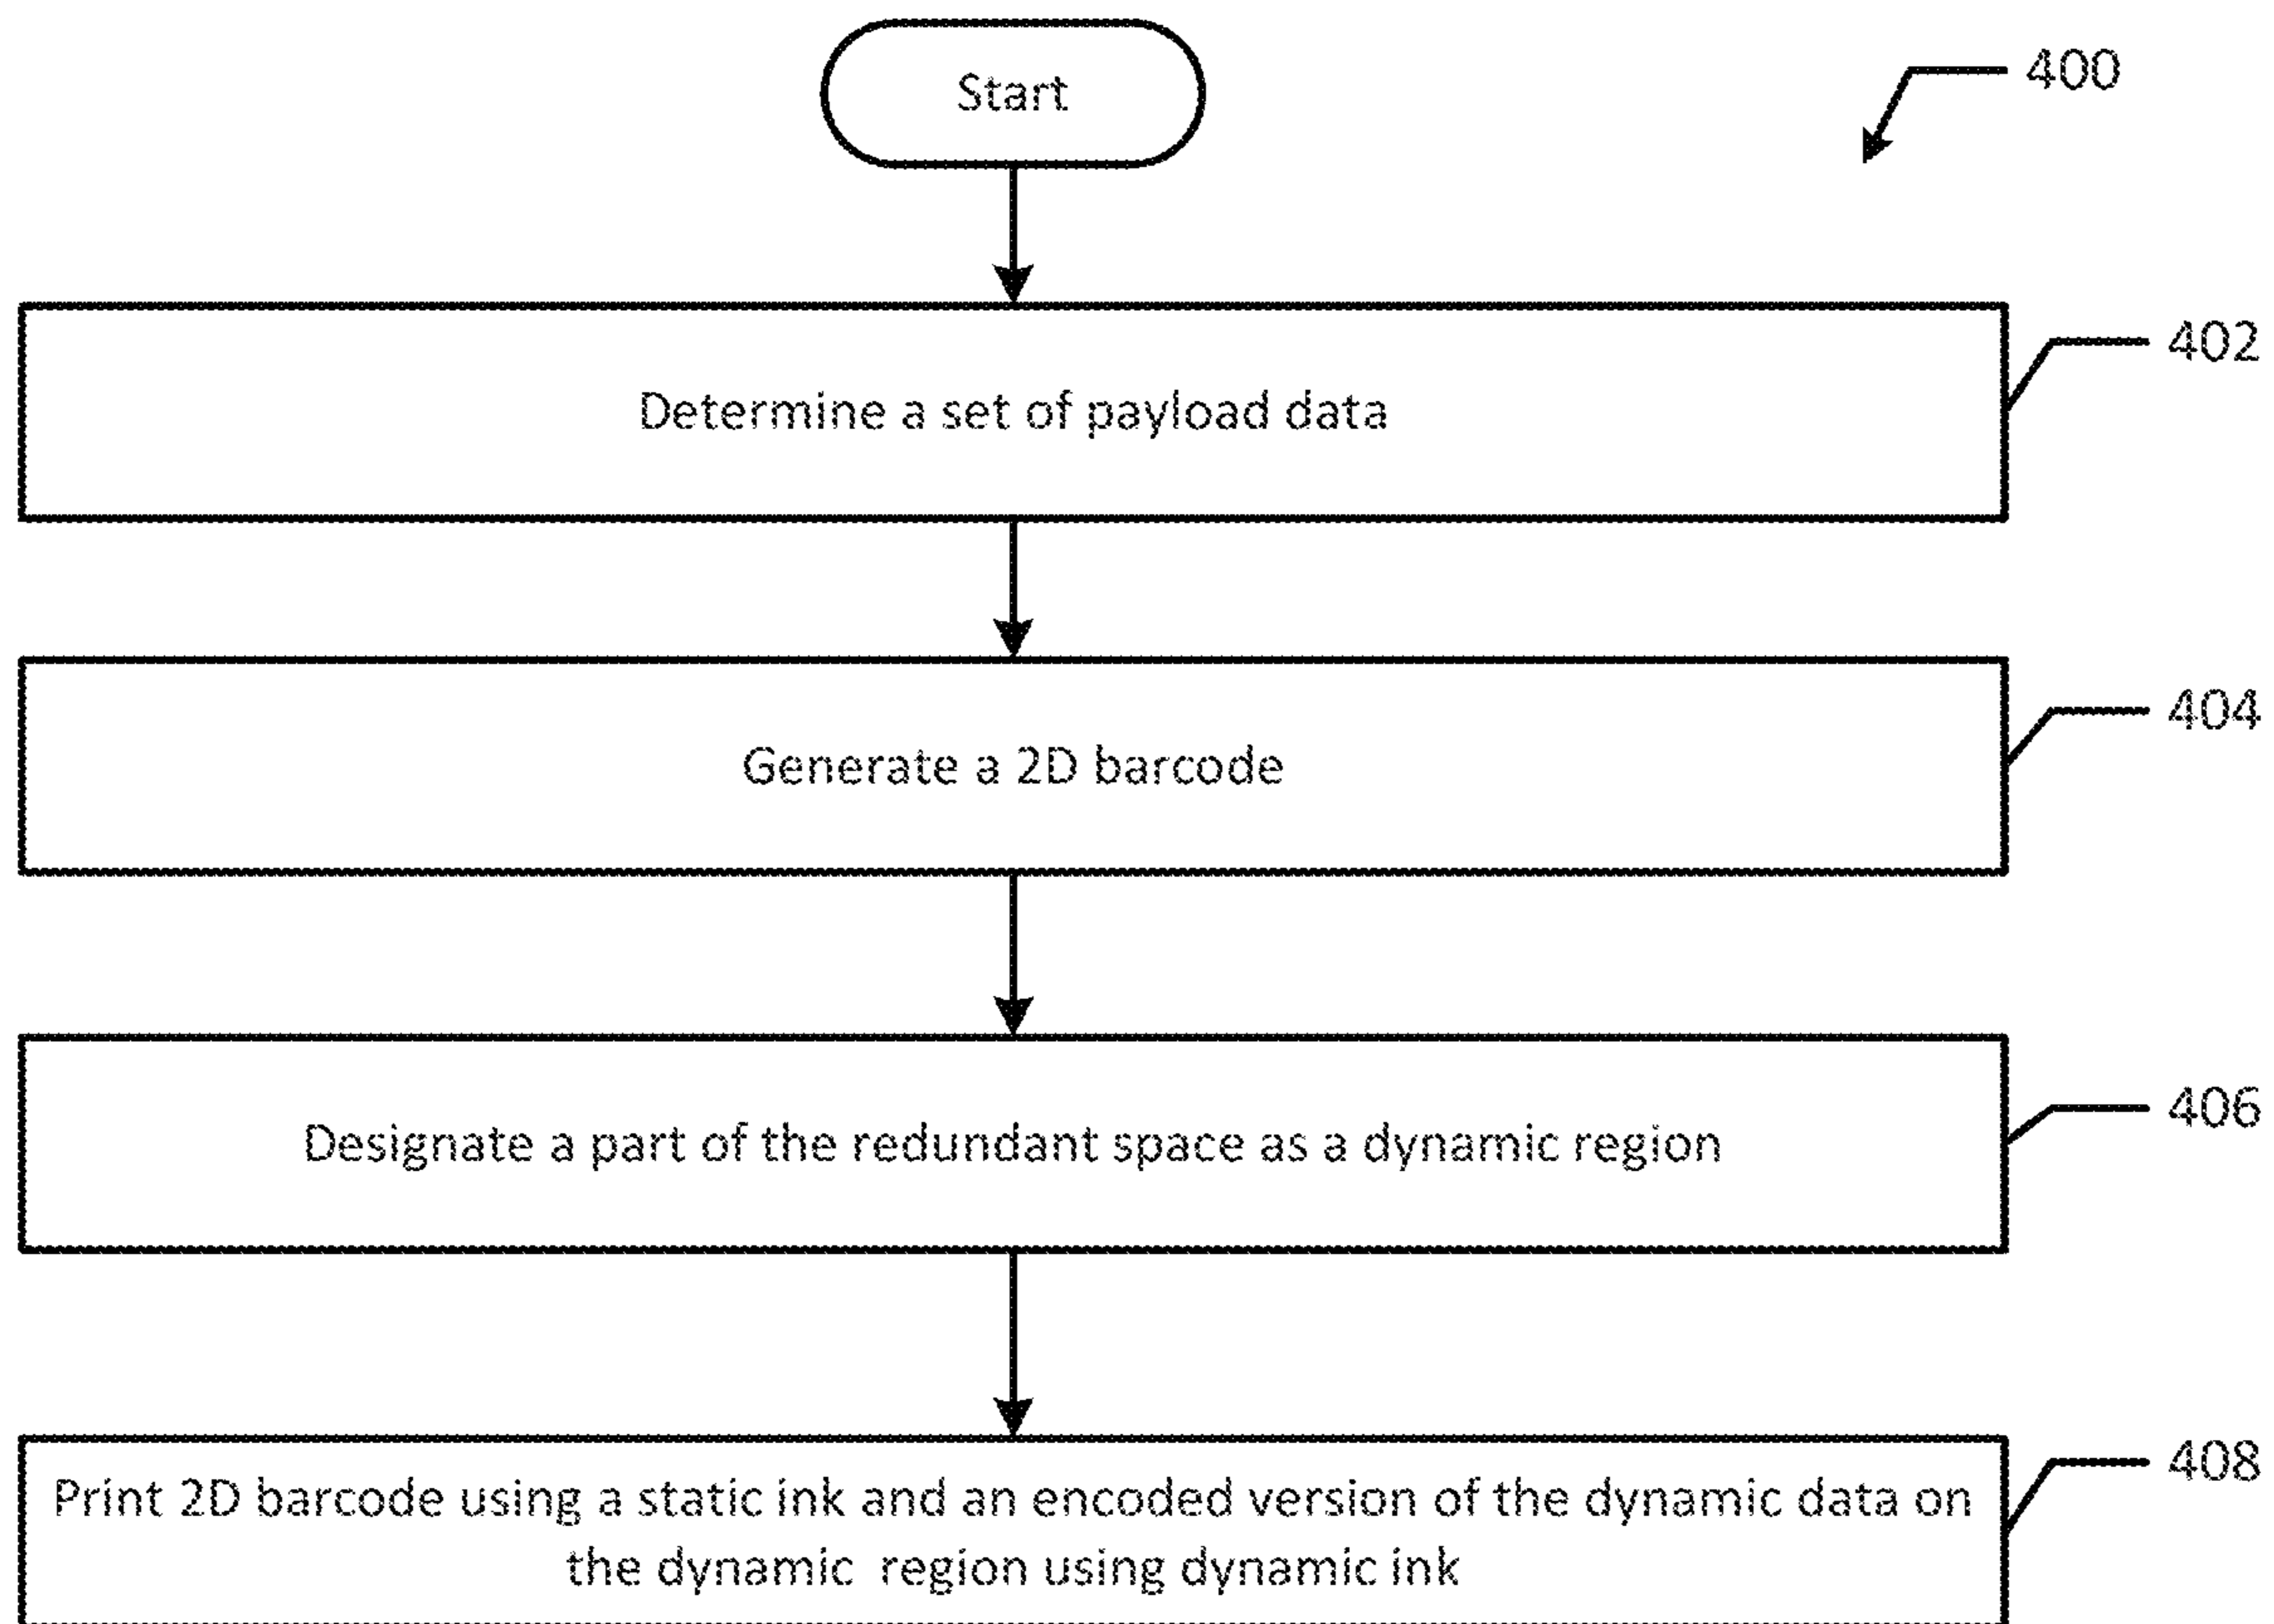 Start
400
402
Determine a set of payload data
404
Generate a 2D barcode
406
Designate a part of the redundant space as a dynamic region
408
Print 2D barcode using a static ink and an encoded version of the dynamic data on
the dynamic region using dynamic ink